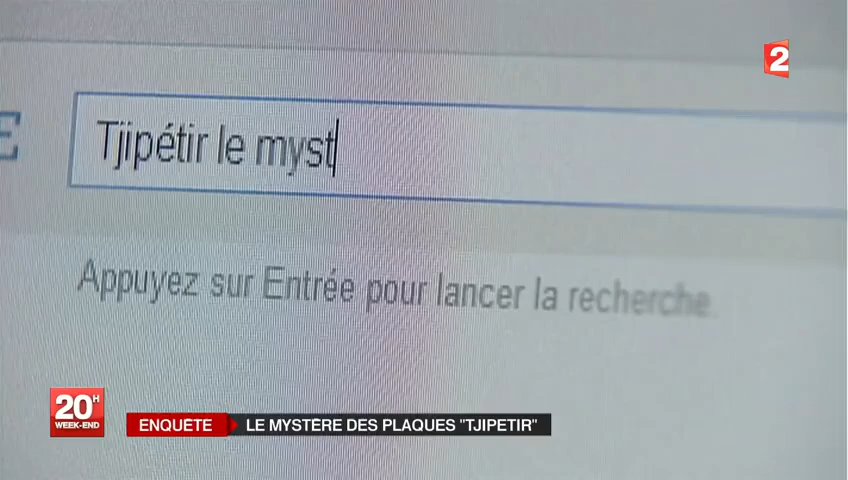 2
E
Tjipétir le myst
Appuyez sur Entrée pour lancer la recherche.
20H
WEEK-END
ENQUÊTE
LE MYSTÈRE DES PLAQUES "TJIPETIR"